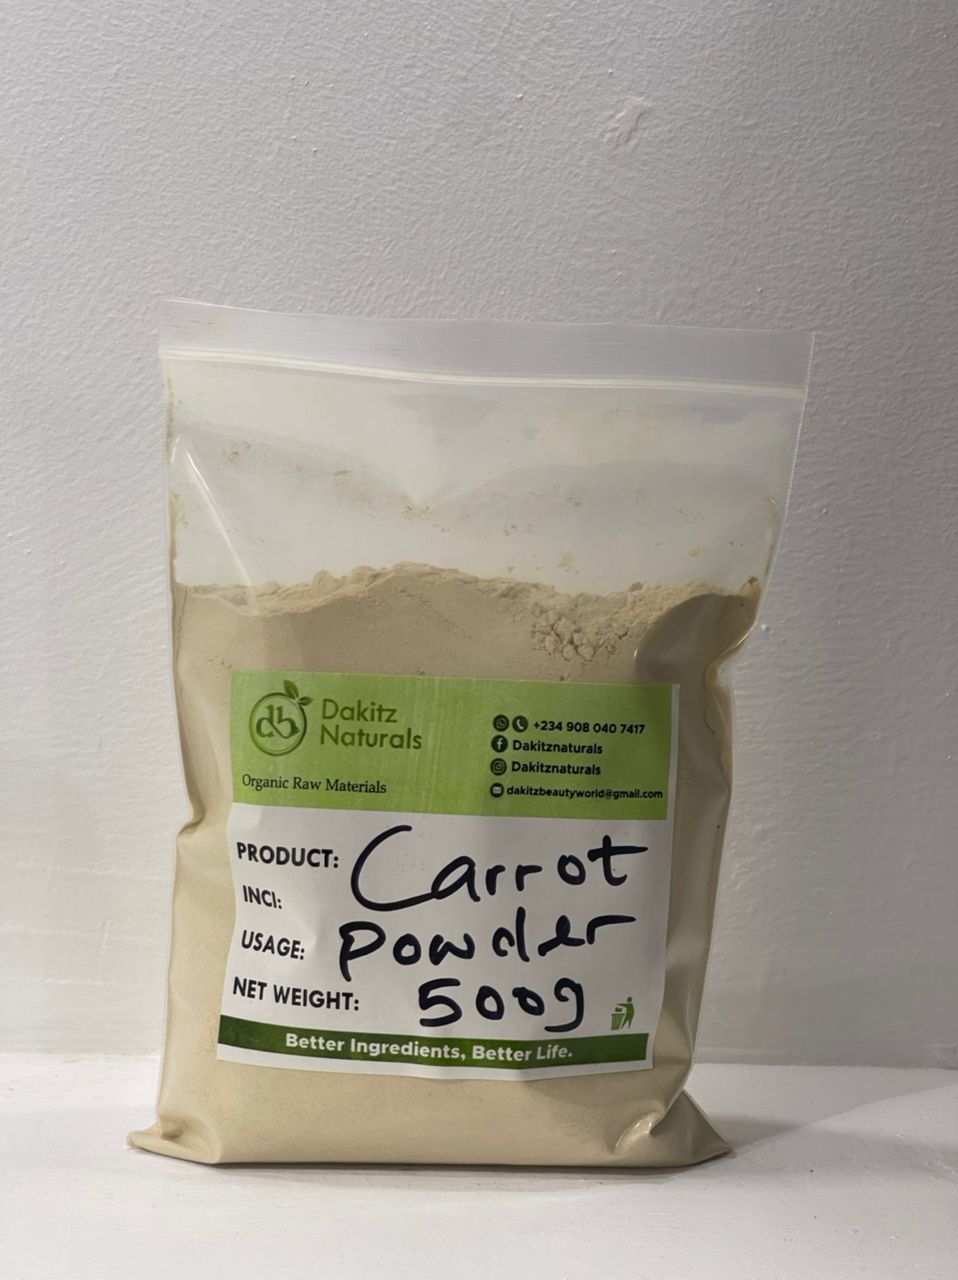 Dakitz
Naturals
Organic Raw Materials
+234 908 040 7417
Dakitznaturals
Dakitznaturals
dakitzbeautyworld@gmail.com
PRODUCT: Carrot
INCI:
USAGE: powder
NET WEIGHT: 500g
Better Ingredients, Better Life.